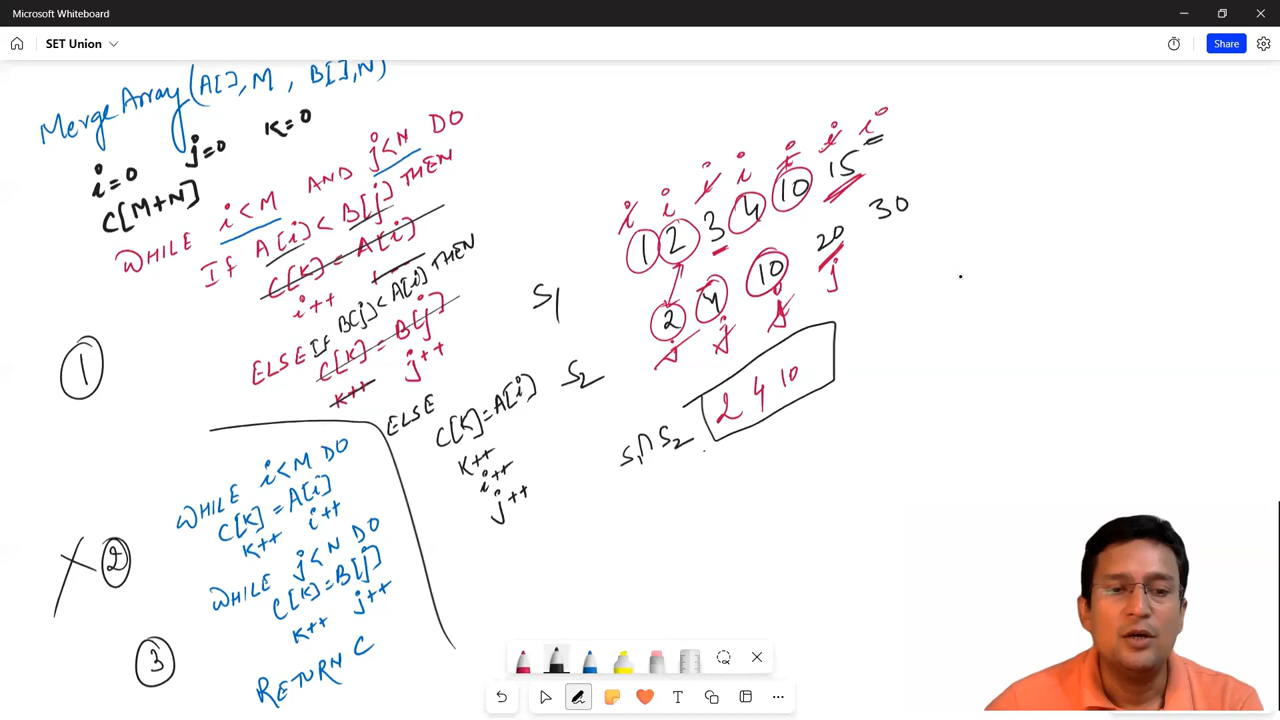 Microsoft Whiteboard
SET Union
Share
MergeArray(A[],M , B[],N)
i=0 j=0 K=0
C[M+N]
WHILE i<M AND j<N DO
If A[i] < B[j] THEN
C[K] = A[i]
i++
ELSE IF B[j]<A[i] THEN
C[K] = B[j]
K++ j++
ELSE
C[K]=A[i]
K++
i++
j++
1
WHILE i<M DO
C[K] = A[i]
K++ i++
WHILE j<N DO
C[K]=B[j]
K++ j++
2
3
RETURN C
i i i i i i i
S1 1 2 3 4 10 15 30
S2 2 4 10 20
j j j j
S1∩S2 2 4 10